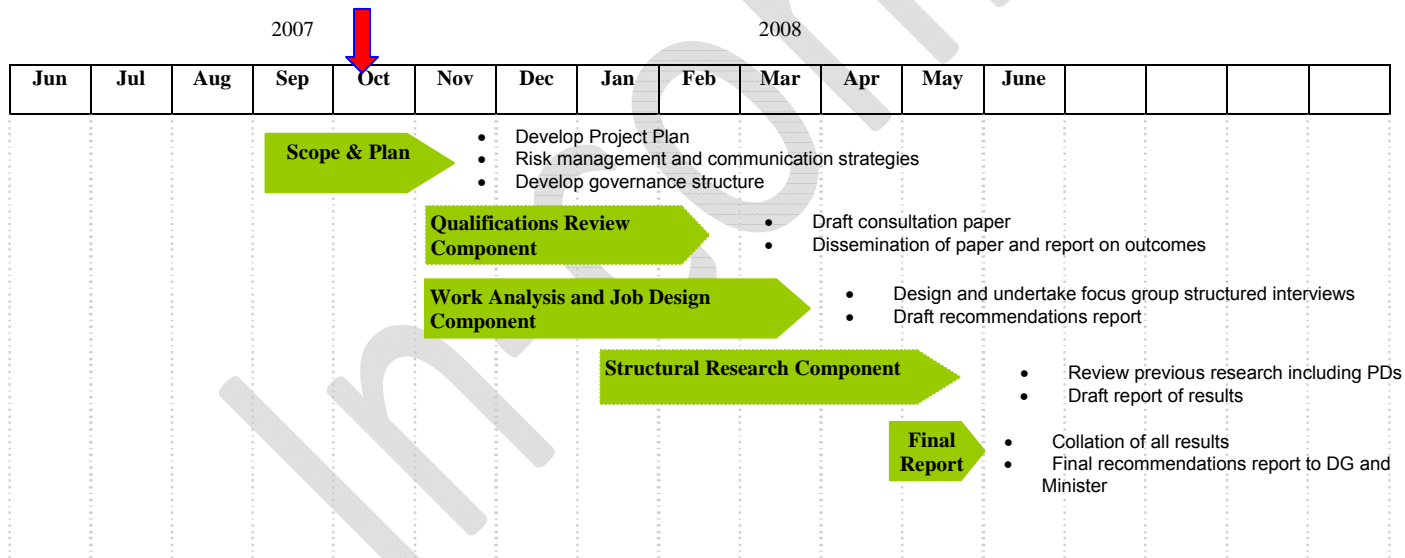 2007 2008
Jun Jul Aug Sep Oct Nov Dec Jan Feb Mar Apr May June
Scope & Plan
• Develop Project Plan
• Risk management and communication strategies
• Develop governance structure
Qualifications Review
Component
• Draft consultation paper
• Dissemination of paper and report on outcomes
Work Analysis and Job Design
Component
• Design and undertake focus group structured interviews
• Draft recommendations report
Structural Research Component
• Review previous research including PDs
• Draft report of results
Final
Report
• Collation of all results
• Final recommendations report to DG and
Minister